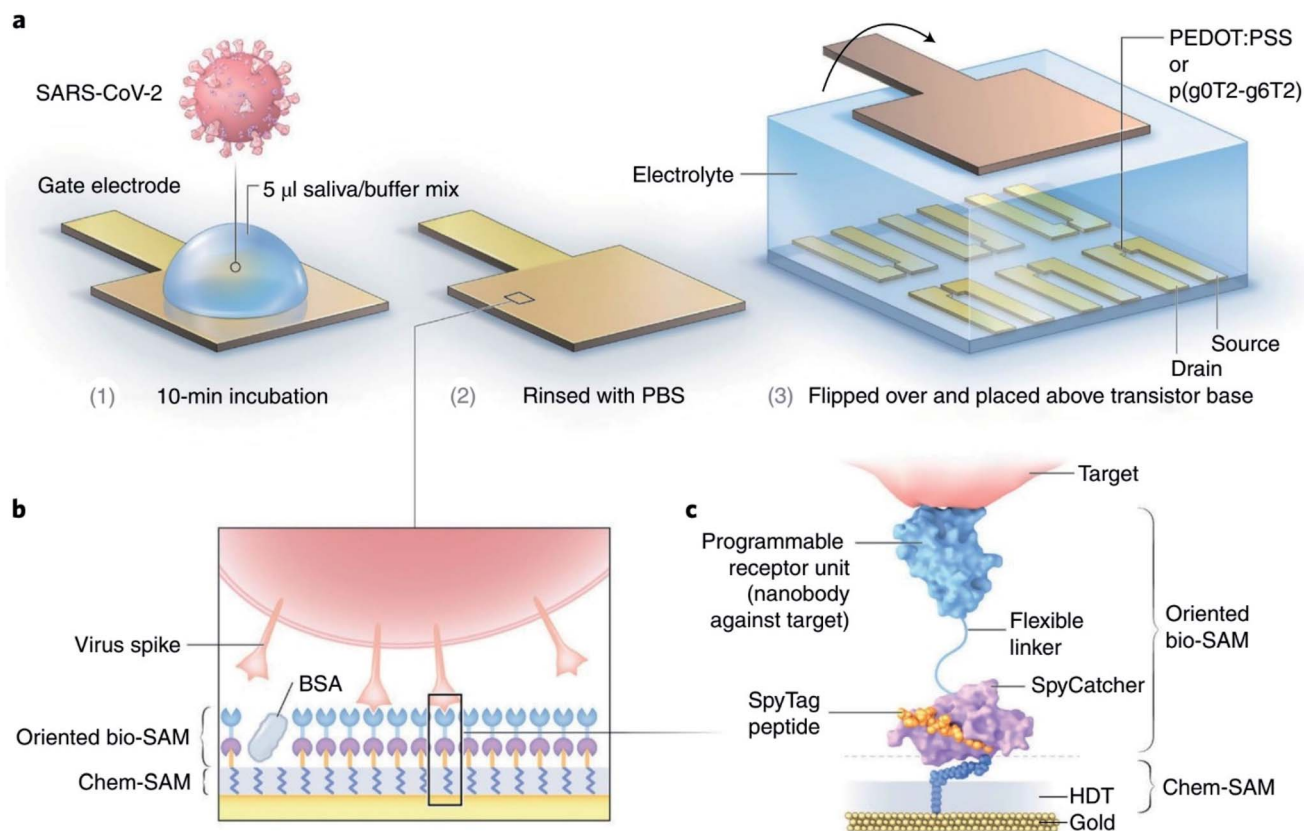 a
SARS-CoV-2
Gate electrode
5 µl saliva/buffer mix
(1) 10-min incubation
(2) Rinsed with PBS
PEDOT:PSS
or
p(g0T2-g6T2)
Electrolyte
Source
Drain
(3) Flipped over and placed above transistor base
b
Virus spike
BSA
Oriented bio-SAM
Chem-SAM
c
Target
Programmable
receptor unit
(nanobody
against target)
Flexible
linker
Oriented
bio-SAM
SpyCatcher
SpyTag
peptide
Chem-SAM
HDT
Gold